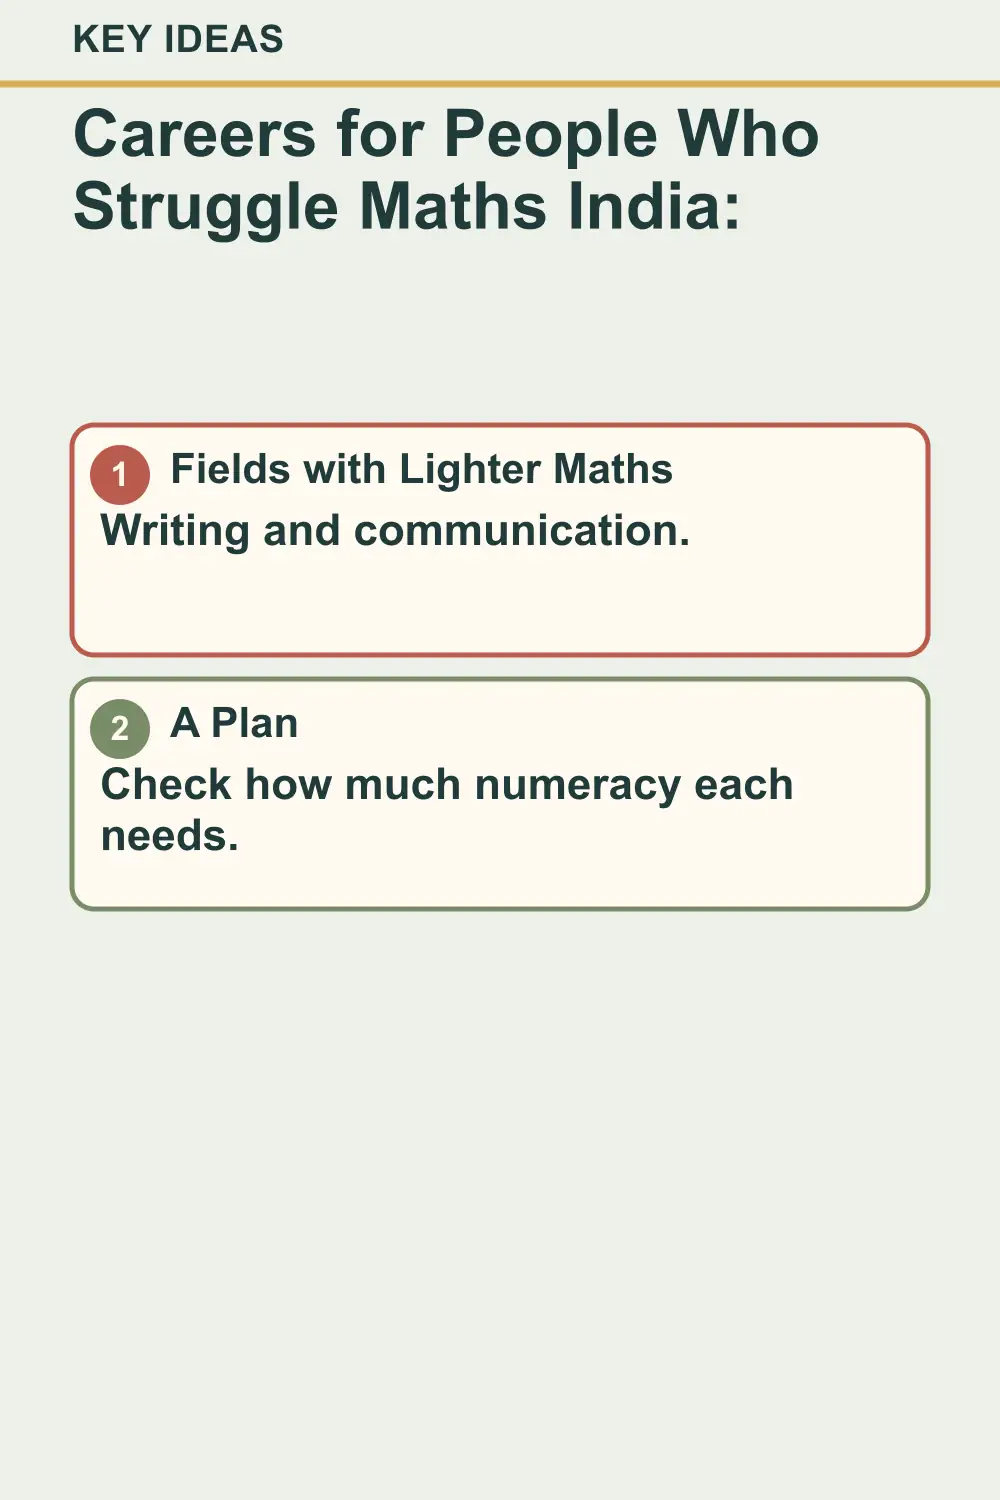 KEY IDEAS
Careers for People Who
Struggle Maths India:
1 Fields with Lighter Maths
Writing and communication.
2 A Plan
Check how much numeracy each
needs.